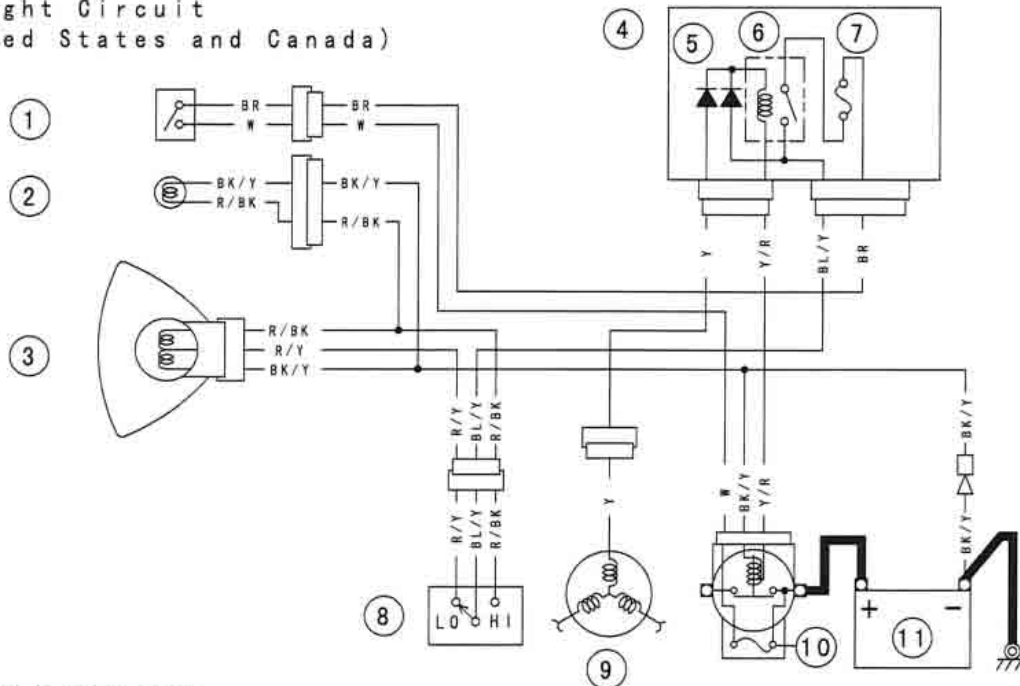 ght Circuit
ed States and Canada)
4
5
6
7
1
BR BR
W W
2
BK/Y BK/Y
R/BK R/BK
Y
Y/R
BL/Y
BR
3
R/BK
R/Y
BK/Y
R/Y
BL/Y
R/BK
BK/Y
Y
W
BK/Y
Y/R
BK/Y
R/Y
BL/Y
R/BK
8
LO HI
9
10
+ -
11